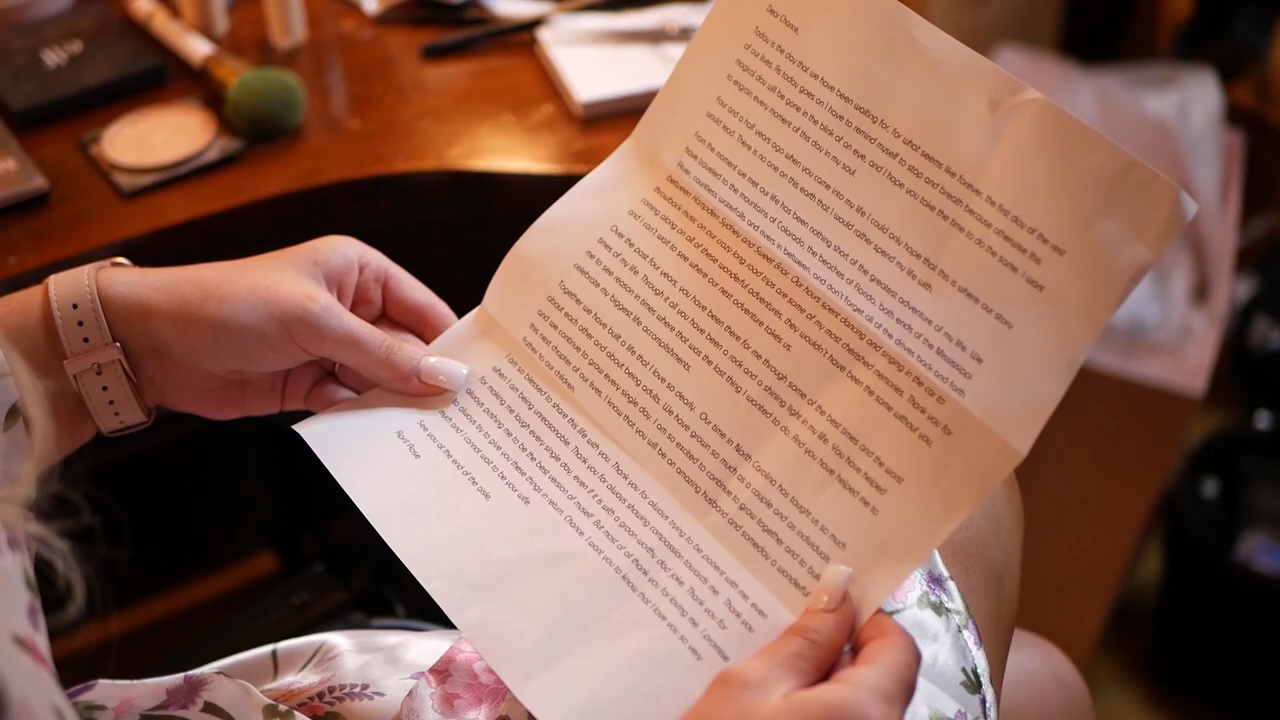 Dear Chance,
Today is the day that we have been waiting for, for what seems like forever, the first day of the rest
of our lives. As today goes on I have to remind myself to stop and breath because otherwise this
magical day will be gone in the blink of an eye, and I hope you take the time to do the same. I want
to engrain every moment of this day in my soul.
Four and a half years ago when you came into my life I could only hope that this is where our story
would lead. There is no one on this earth that I would rather spend my life with.
From the moment we met our life has been nothing short of the greatest adventure of my life. We
have traveled to the mountains of Colorado, the beaches of Florida, both ends of the Mississippi
River, countless waterfalls and rivers in between, and don't forget all of the drives back and forth
between Hampden Sydney and Sweet Briar. Our hours spent dancing and singing in the car to
throwback music on our crazy long road trips are some of my most cherished memories. Thank you for
coming along on all of these wonderful adventures, they wouldn't have been the same without you,
and I can't wait to see where our next adventure takes us.
Over the past four years, you have been there for me through some of the best times and the worst
times of my life. Through it all you have been a rock and a shining light in my life. You have helped
me to see reason in times where that was the last thing I wanted to do. And you have helped me to
celebrate my biggest life accomplishments.
Together we have built a life that I love so dearly. Our time in North Carolina has taught us so much
about each other and about being adults. We have grown so much as a couple and as individuals
and we continue to grow every single day. I am so excited to continue to grow together and to
this next chapter of our lives. I know that you will be an amazing husband and someday a wonderful
father to our children.
I am so blessed to share this life with you. Thank you for always trying to be patient with me, even
when I am being unreasonable. Thank you for always showing compassion towards me. Thank you
for making me laugh every single day, even if it is with a groan-worthy dad joke. Thank you for
always pushing me to be the best version of myself. But most of all thank you for loving me. I promise
to always try to give you these things in return. Chance, I want you to know that I love you so very
much and I cannot wait to be your wife.
See you at the end of the aisle,
Rose